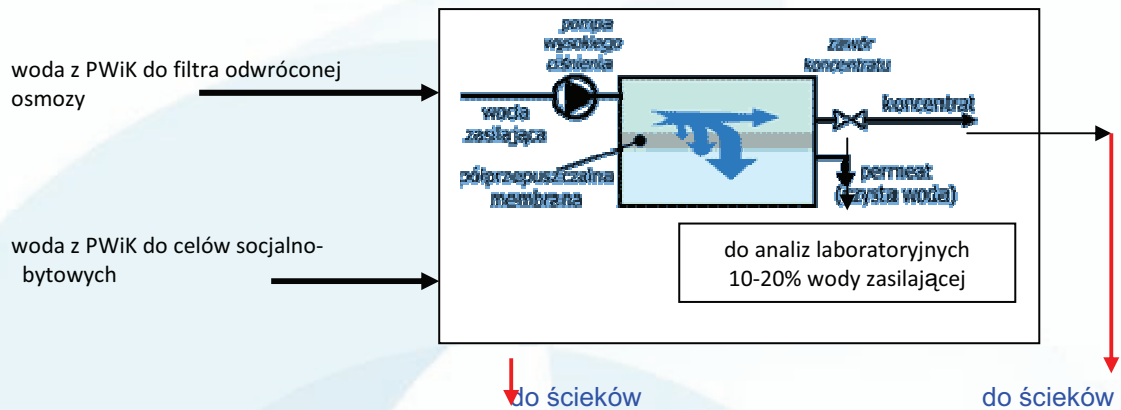 woda z PWiK do filtra odwróconej
osmozy
woda z PWiK do celów socjalno-
bytowych
pompa
wysokiego
ciśnienia
woda
zasilająca
półprzepuszczalna
membrana
zawór
koncentratu
koncentrat
permeat
(czysta woda)
do analiz laboratoryjnych
10-20% wody zasilającej
do ścieków
do ścieków